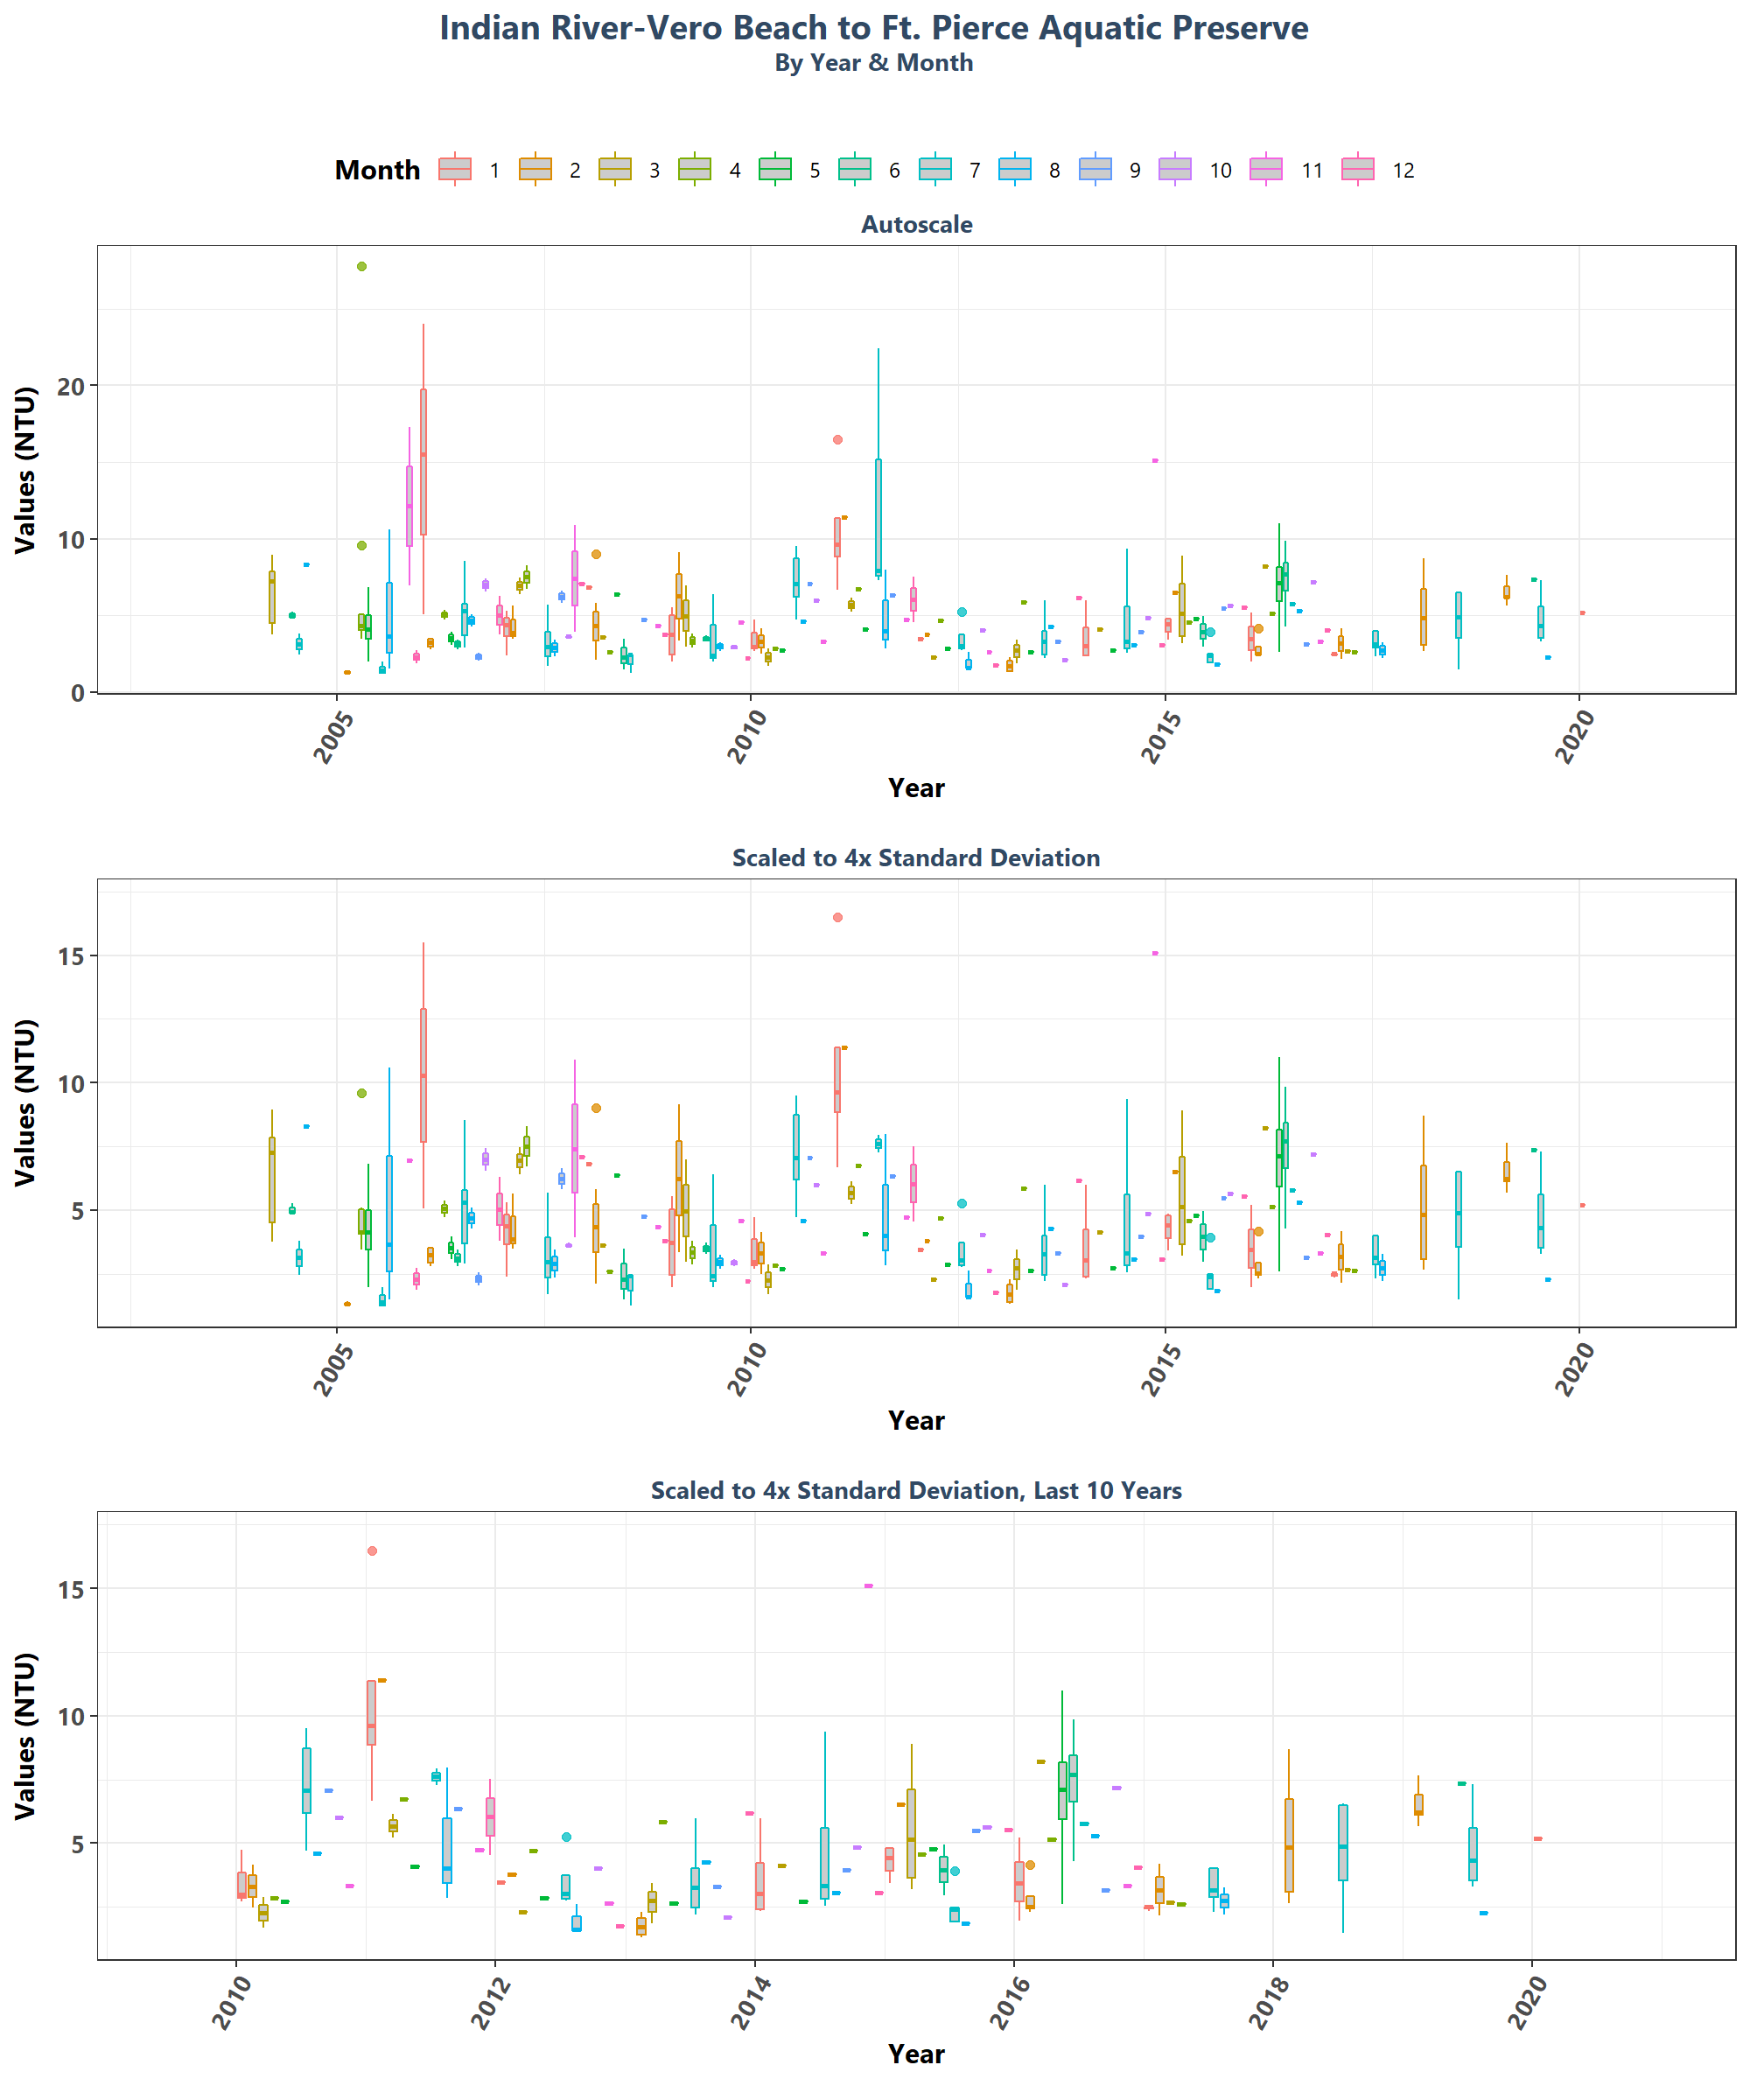 Indian River-Vero Beach to Ft. Pierce Aquatic Preserve
By Year & Month
Month 1 2 3 4 5 6 7 8 9 10 11 12
Autoscale
Values (NTU)
20
10
0
2005 2010 2015 2020
Year
Scaled to 4x Standard Deviation
Values (NTU)
15
10
5
2005 2010 2015 2020
Year
Scaled to 4x Standard Deviation, Last 10 Years
Values (NTU)
15
10
5
2010 2012 2014 2016 2018 2020
Year